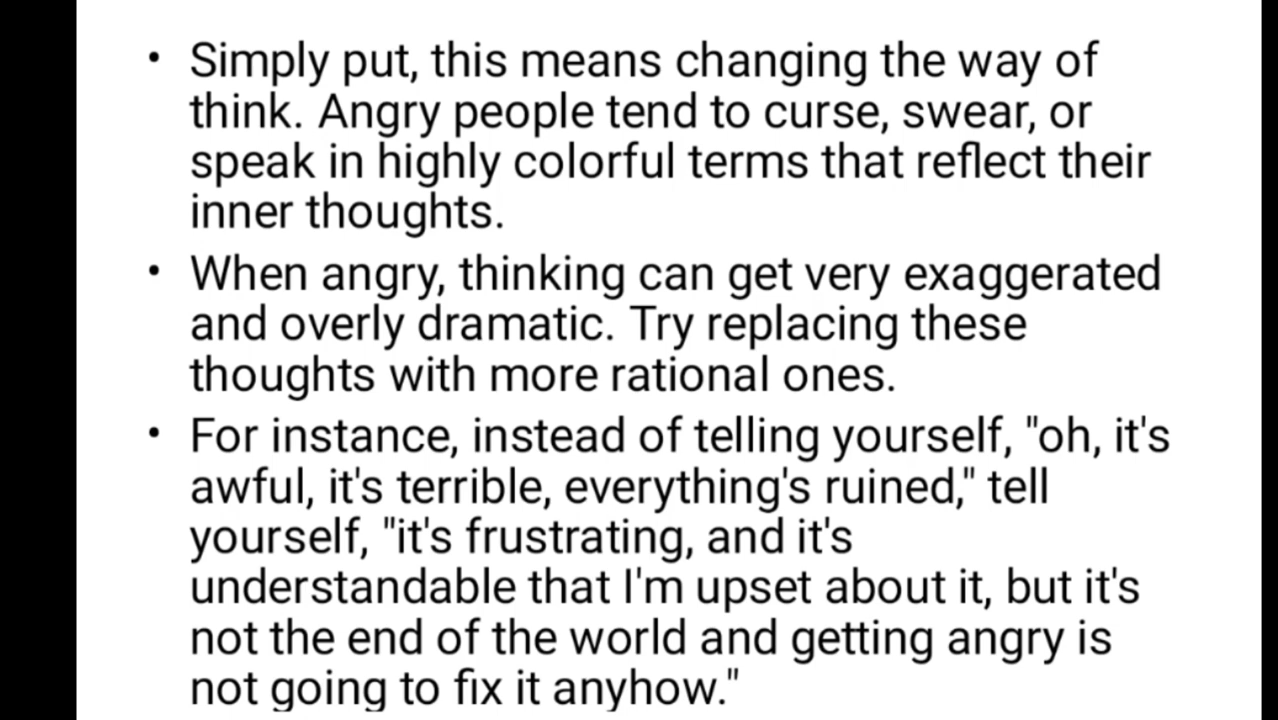 • Simply put, this means changing the way of
think. Angry people tend to curse, swear, or
speak in highly colorful terms that reflect their
inner thoughts.
• When angry, thinking can get very exaggerated
and overly dramatic. Try replacing these
thoughts with more rational ones.
• For instance, instead of telling yourself, "oh, it's
awful, it's terrible, everything's ruined," tell
yourself, "it's frustrating, and it's
understandable that I'm upset about it, but it's
not the end of the world and getting angry is
not going to fix it anyhow."